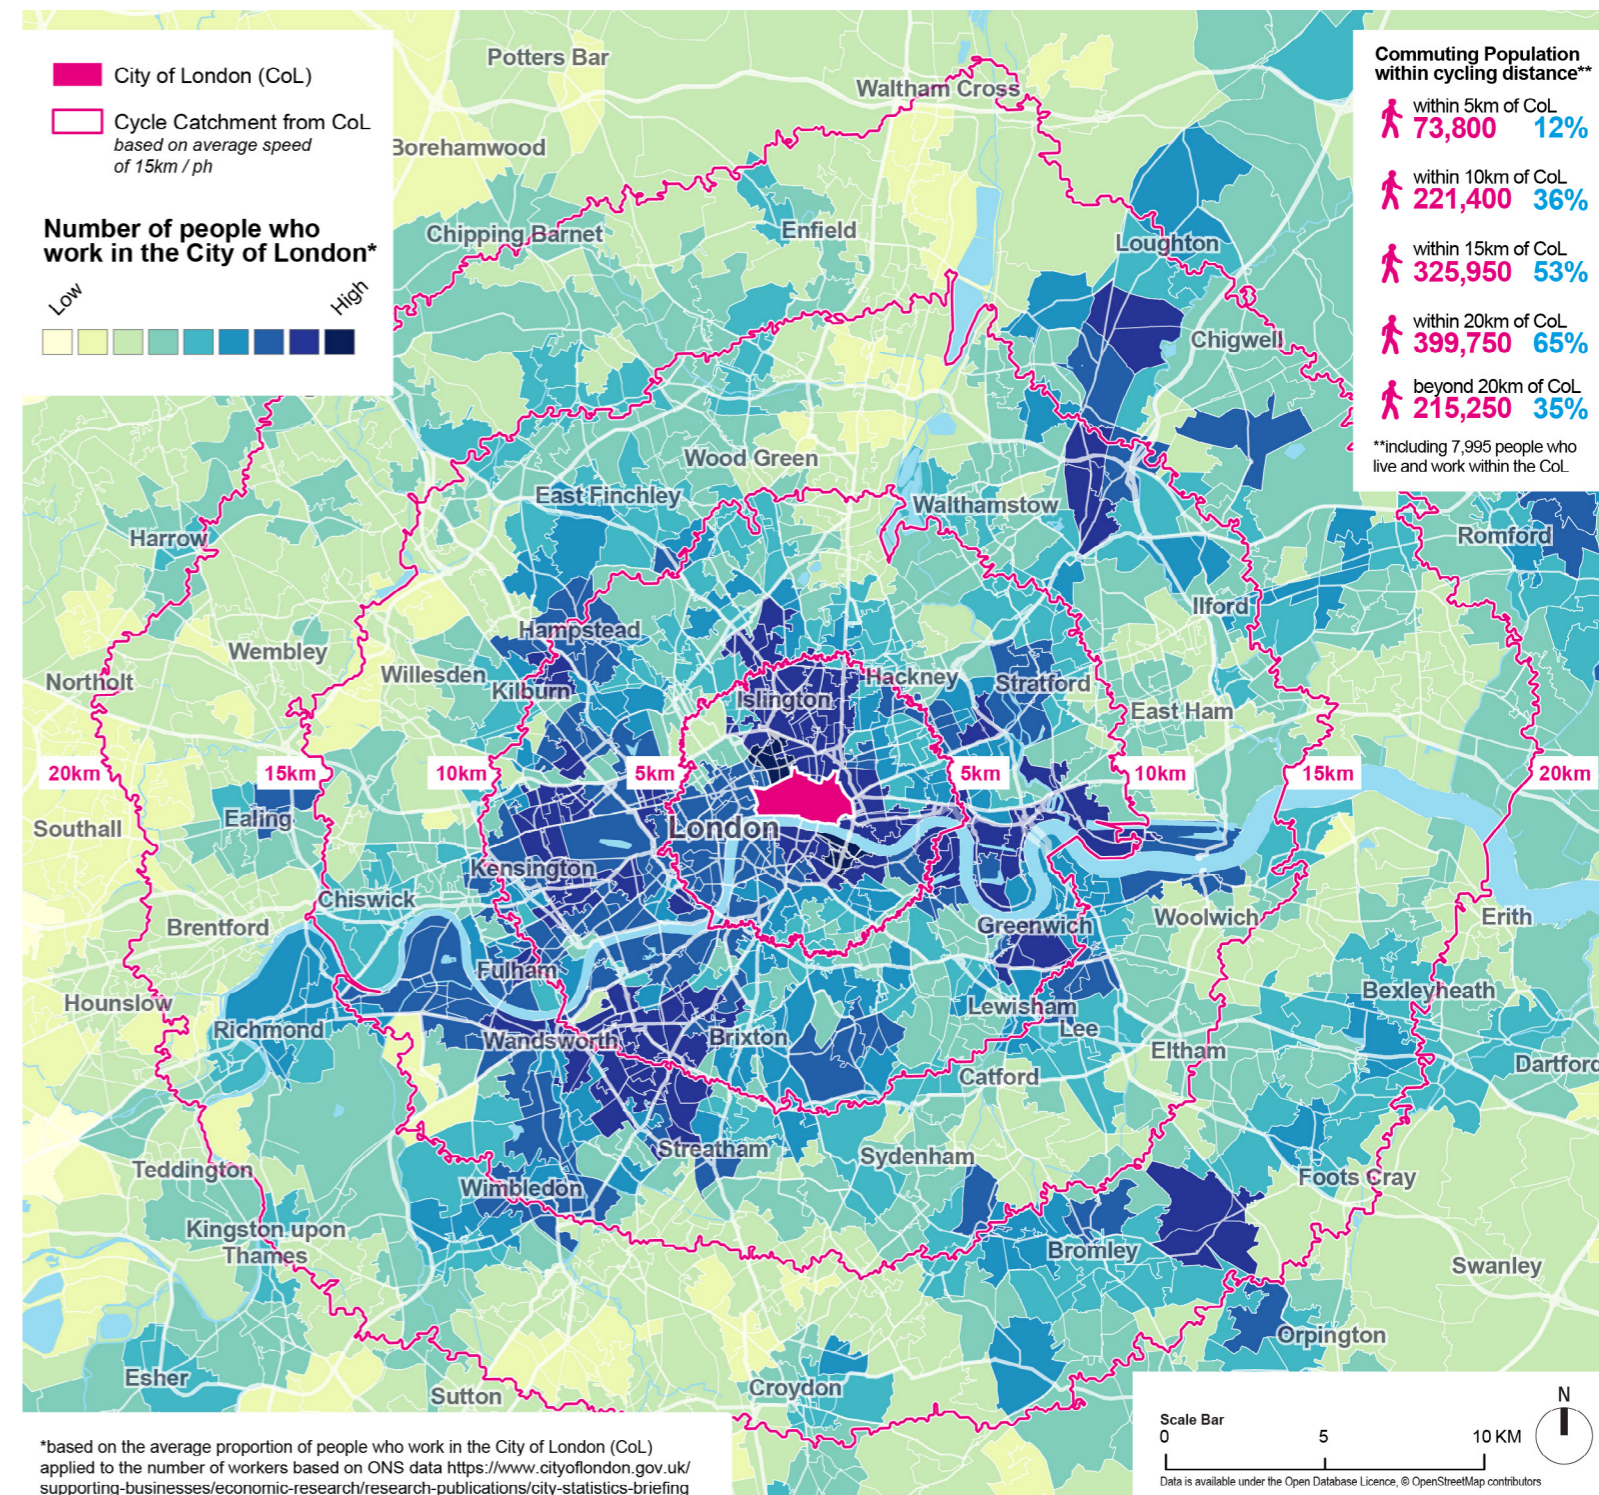 City of London (CoL)
Cycle Catchment from CoL
based on average speed
of 15km / ph
Number of people who
work in the City of London*
Low
High
Commuting Population
within cycling distance**
within 5km of CoL
73,800 12%
within 10km of CoL
221,400 36%
within 15km of CoL
325,950 53%
within 20km of CoL
399,750 65%
beyond 20km of CoL
215,250 35%
**including 7,995 people who
live and work within the CoL
Potters Bar
Waltham Cross
Borehamwood
Chipping Barnet
Enfield
Loughton
Chigwell
Wood Green
East Finchley
Walthamstow
Harrow
Romford
Ilford
Hampstead
Wembley
Willesden
Kilburn
Northolt
Hackney
Stratford
Islington
East Ham
20km
15km
10km
5km
5km
10km
15km
20km
Ealing
Southall
London
Kensington
Chiswick
Brentford
Greenwich
Woolwich
Erith
Fulham
Hounslow
Bexleyheath
Richmond
Lewisham
Wandsworth
Brixton
Lee
Eltham
Dartford
Catford
Streatham
Sydenham
Teddington
Foots Cray
Wimbledon
Kingston upon
Thames
Bromley
Swanley
Orpington
Esher
Croydon
Sutton
Scale Bar
0 5 10 KM
N
Data is available under the Open Database Licence, © OpenStreetMap contributors
*based on the average proportion of people who work in the City of London (CoL)
applied to the number of workers based on ONS data https://www.cityoflondon.gov.uk/
supporting-businesses/economic-research/research-publications/city-statistics-briefing